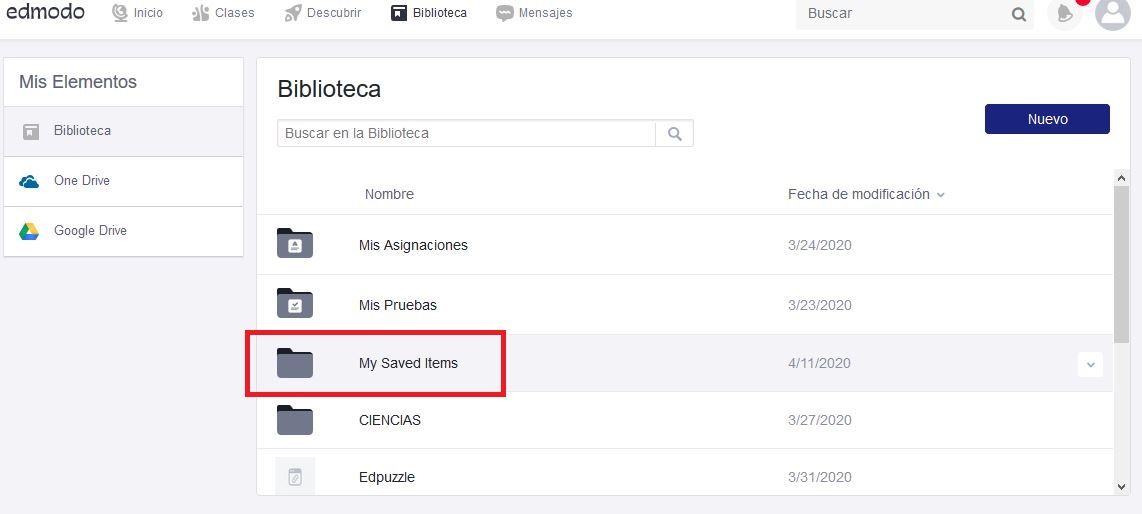 edmodo Inicio Clases Descubrir Biblioteca Mensajes Buscar
Mis Elementos
Biblioteca
One Drive
Google Drive
Biblioteca
Buscar en la Biblioteca
Nuevo
Nombre Fecha de modificación
Mis Asignaciones 3/24/2020
Mis Pruebas 3/23/2020
My Saved Items 4/11/2020
CIENCIAS 3/27/2020
Edpuzzle 3/31/2020